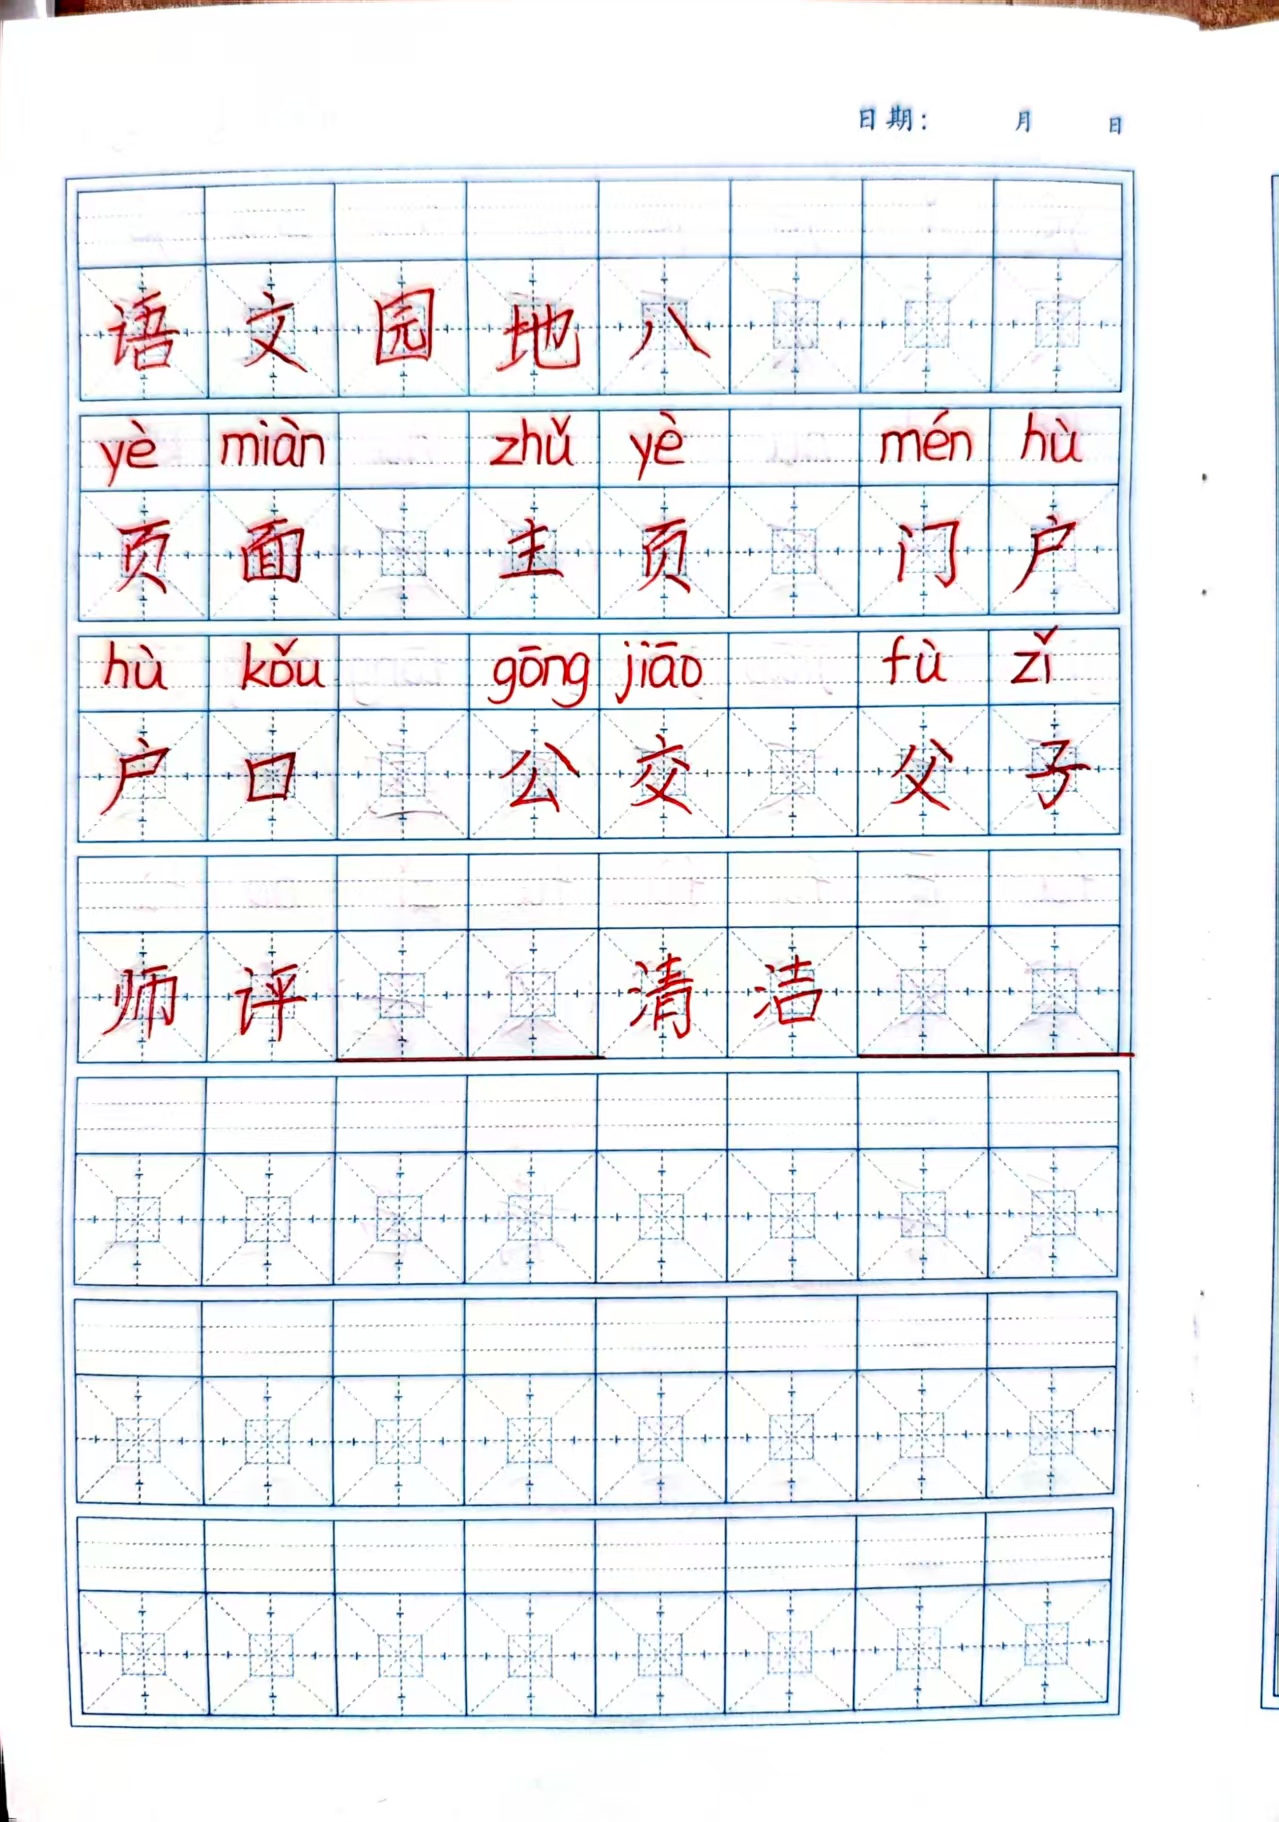 日期： 月 日
语文园地八
yè miàn zhǔ yè mén hù
页面 主页 门户
hù kǒu gōng jiāo fù zǐ
户口 公交 父子
师评 清洁